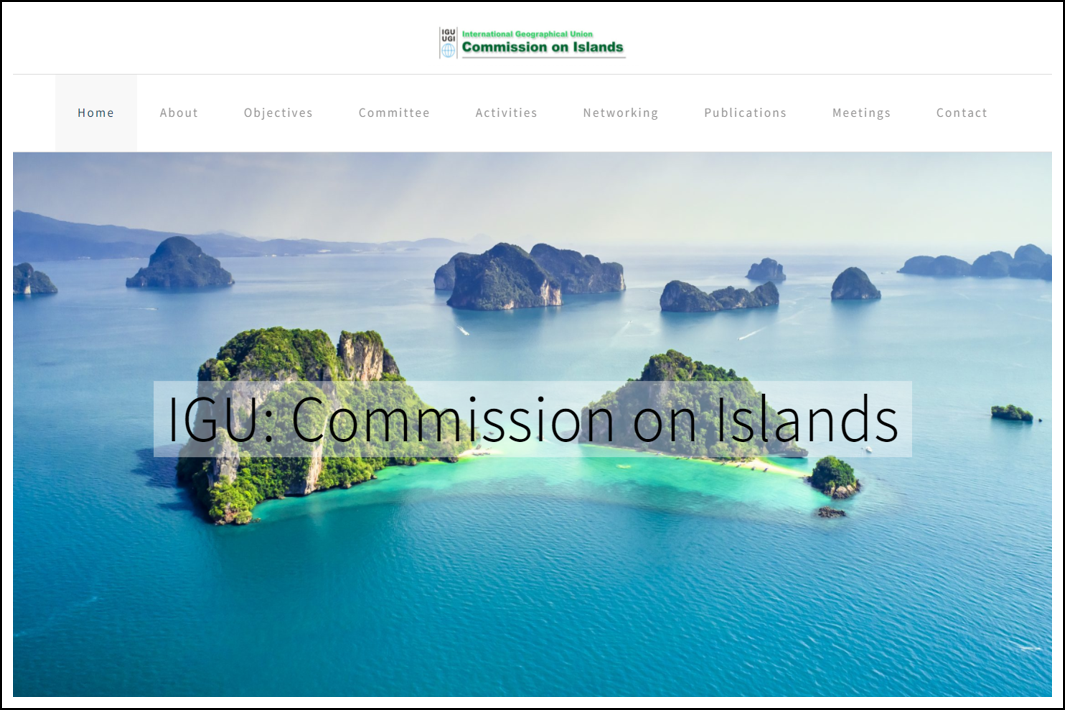 IGU
UGI
International Geographical Union
Commission on Islands
Home About Objectives Committee Activities Networking Publications Meetings Contact
IGU: Commission on Islands